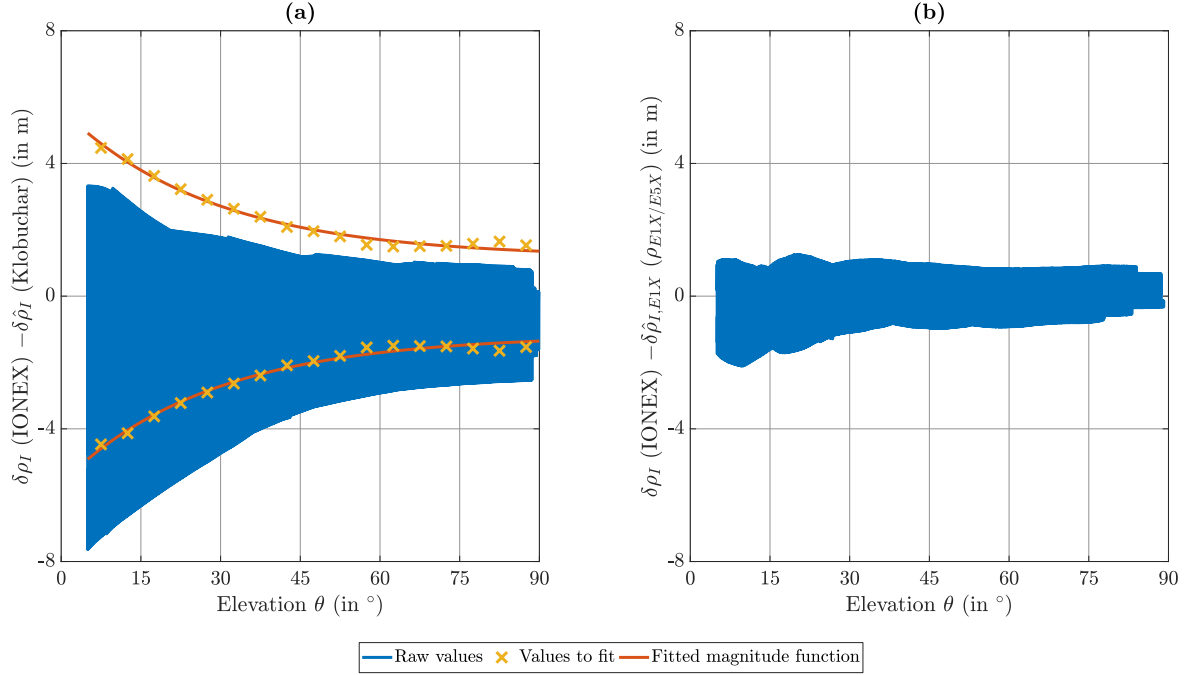 (a)
8
4
0
-4
-8
0 15 30 45 60 75 90
Elevation θ (in °)
δρ_I (IONEX) −δρ̂_I (Klobuchar) (in m)
(b)
8
4
0
-4
-8
0 15 30 45 60 75 90
Elevation θ (in °)
δρ_I (IONEX) −δρ̂_{I,E1X} (ρ_{E1X/E5X}) (in m)
Raw values Values to fit Fitted magnitude function